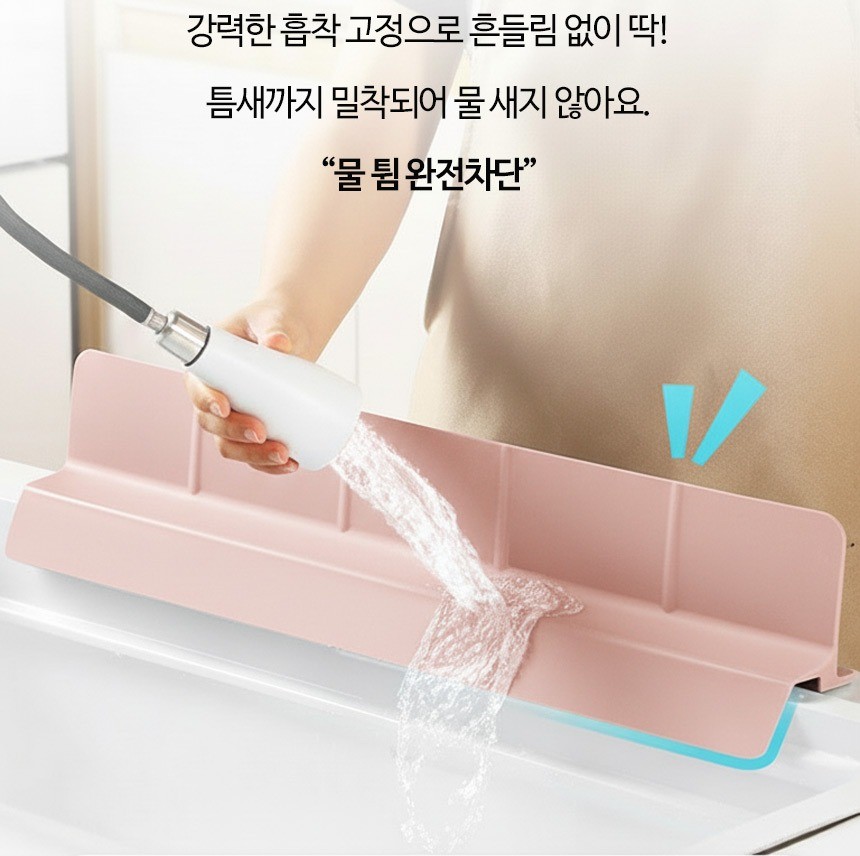 강력한 흡착 고정으로 흔들림 없이 딱!
틈새까지 밀착되어 물 새지 않아요.
“물 튐 완전차단”